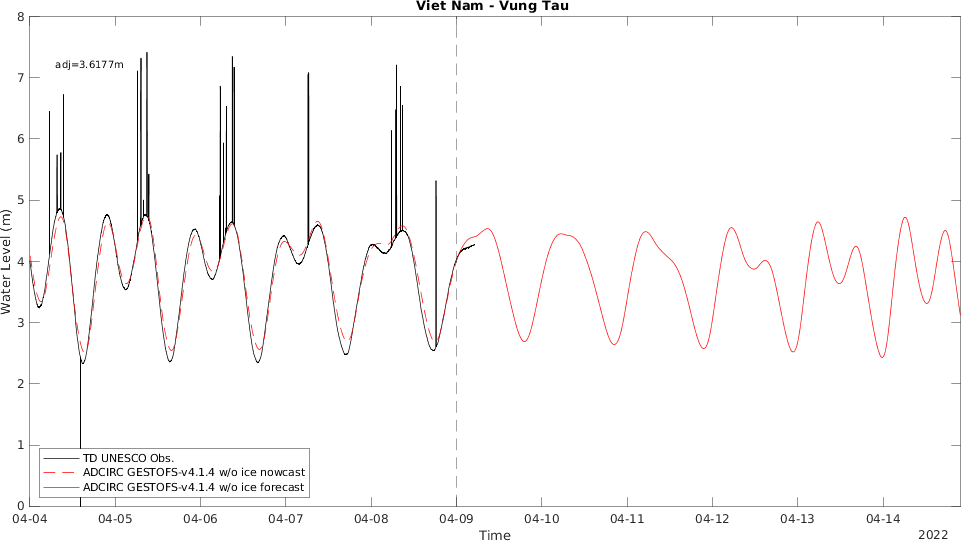 Viet Nam - Vung Tau
adj=3.6177m
8
7
6
5
4
3
2
1
0
Water Level (m)
TD UNESCO Obs.
ADCIRC GESTOFS-v4.1.4 w/o ice nowcast
ADCIRC GESTOFS-v4.1.4 w/o ice forecast
04-04 04-05 04-06 04-07 04-08 04-09 04-10 04-11 04-12 04-13 04-14
Time
2022